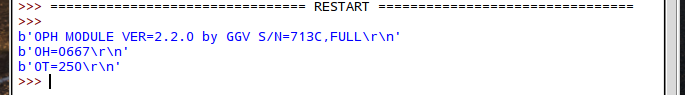 >>> ================================ RESTART ================================
>>>
b'OPH MODULE VER=2.2.0 by GGV S/N=713C,FULL\r\n'
b'OH=0667\r\n'
b'OT=250\r\n'
>>>